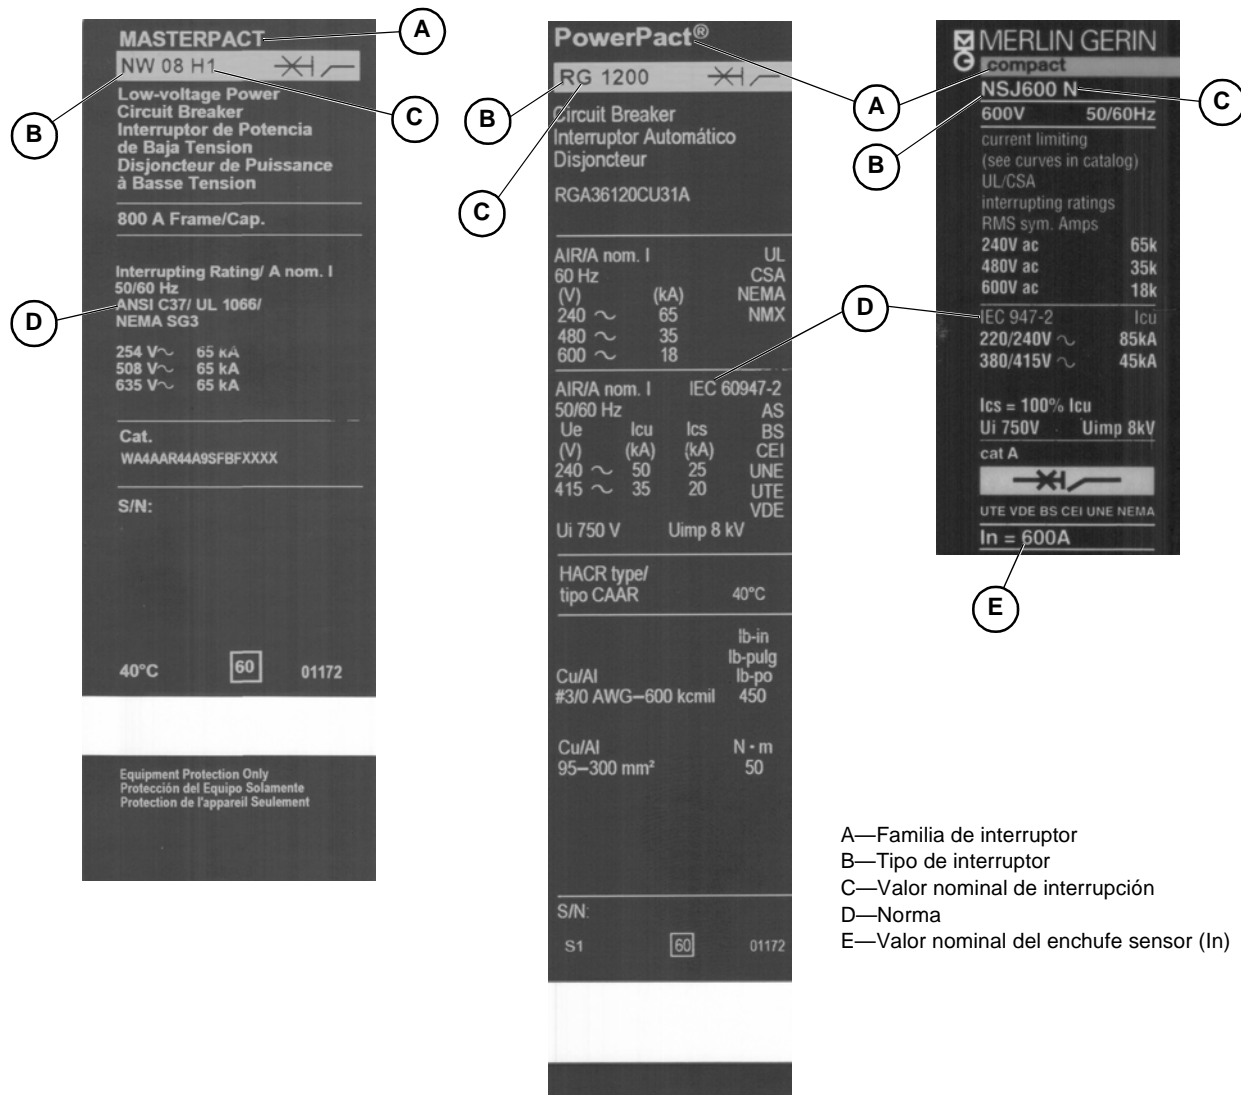 A
MASTERPACT
NW 08 H1
B
C
Low-voltage Power
Circuit Breaker
Interruptor de Potencia
de Baja Tension
Disjoncteur de Puissance
à Basse Tension
800 A Frame/Cap.
Interrupting Rating/ A nom. I
50/60 Hz
ANSI C37/ UL 1066/
NEMA SG3
D
254 V~ 65 kA
508 V~ 65 kA
635 V~ 65 kA
Cat.
WA4AAR44A9SFBFXXXX
S/N:
40°C 60 01172
Equipment Protection Only
Protección del Equipo Solamente
Protection de l'appareil Seulement
PowerPact®
RG 1200
A
B
C
Circuit Breaker
Interruptor Automático
Disjoncteur
RGA36120CU31A
AIR/A nom. I UL
60 Hz CSA
(V) (kA) NEMA
240 ~ 65 NMX
480 ~ 35
600 ~ 18
D
AIR/A nom. I IEC 60947-2
50/60 Hz AS
Ue Icu Ics BS
(V) (kA) (kA) CEI
240 ~ 50 25 UNE
415 ~ 35 20 UTE
VDE
Ui 750 V Uimp 8 kV
HACR type/
tipo CAAR 40°C
lb-in
lb-pulg
Cu/Al lb-po
#3/0 AWG–600 kcmil 450
Cu/Al N • m
95–300 mm² 50
S/N:
S1 60 01172
MG MERLIN GERIN
compact
NSJ600 N
C
B
600V 50/60Hz
current limiting
(see curves in catalog)
UL/CSA
interrupting ratings
RMS sym. Amps
240V ac 65k
480V ac 35k
600V ac 18k
IEC 947-2 Icu
220/240V ~ 85kA
380/415V ~ 45kA
Ics = 100% Icu
Ui 750V Uimp 8kV
cat A
UTE VDE BS CEI UNE NEMA
In = 600A
E
A—Familia de interruptor
B—Tipo de interruptor
C—Valor nominal de interrupción
D—Norma
E—Valor nominal del enchufe sensor (In)